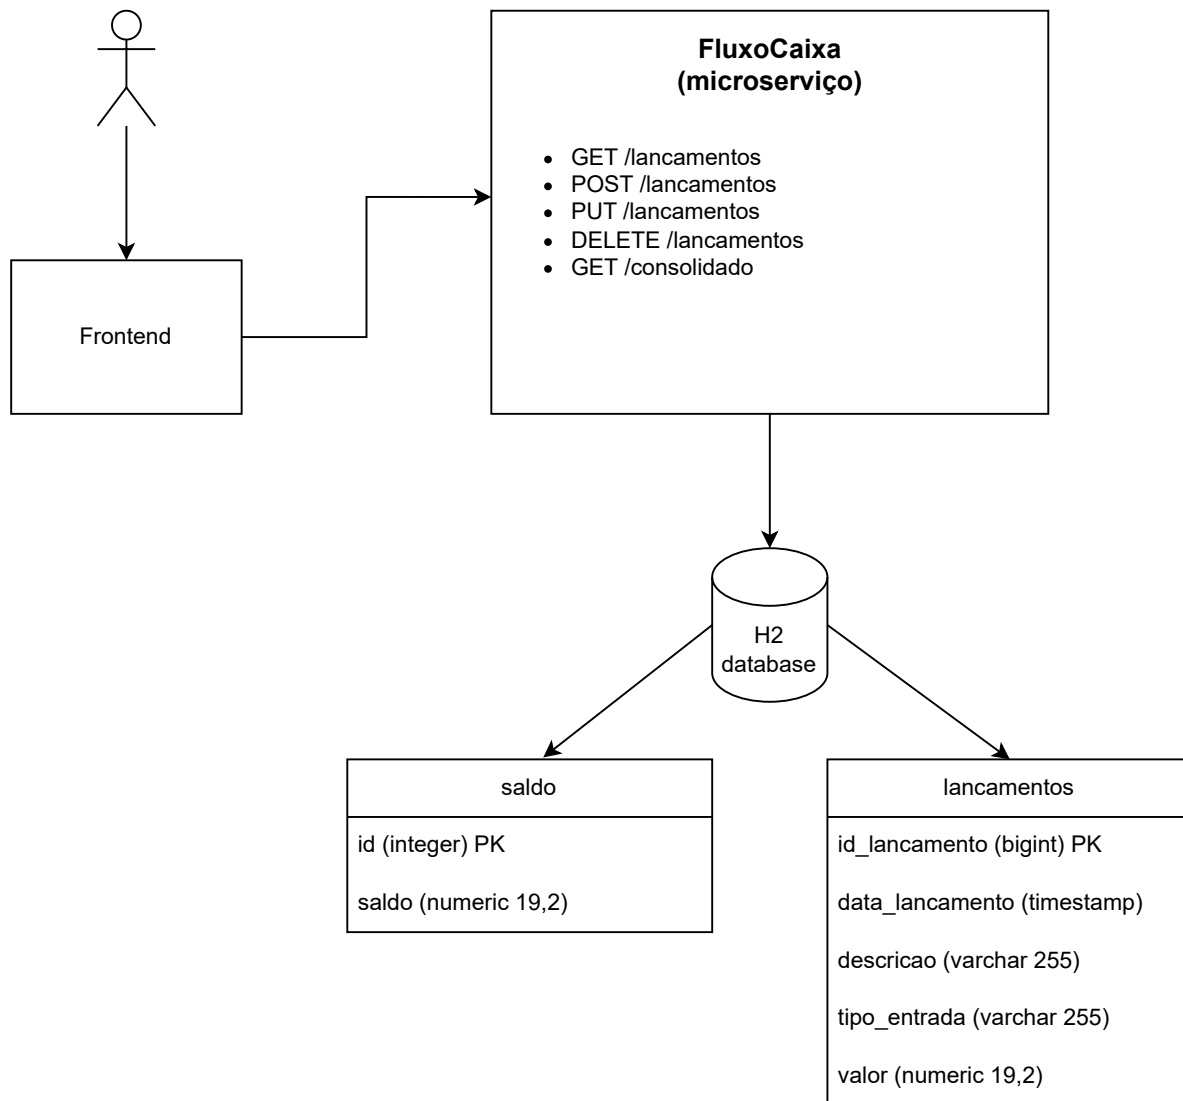 FluxoCaixa
(microserviço)
GET /lancamentos
POST /lancamentos
PUT /lancamentos
DELETE /lancamentos
GET /consolidado
Frontend
H2
database
saldo
id (integer) PK
saldo (numeric 19,2)
lancamentos
id_lancamento (bigint) PK
data_lancamento (timestamp)
descricao (varchar 255)
tipo_entrada (varchar 255)
valor (numeric 19,2)